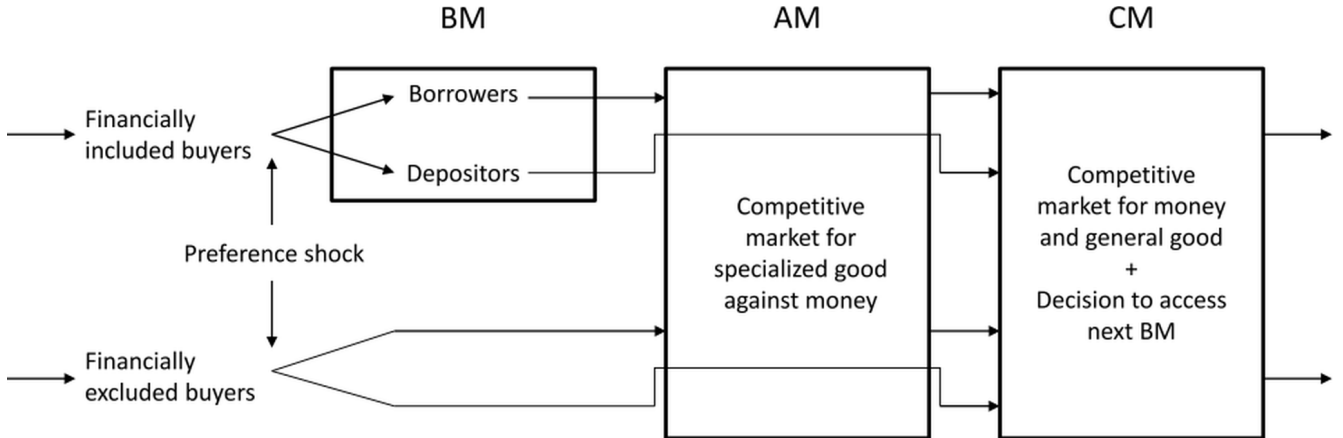 BM
AM
CM
Financially
included buyers
Borrowers
Depositors
Preference shock
Financially
excluded buyers
Competitive
market for
specialized good
against money
Competitive
market for money
and general good
+
Decision to access
next BM